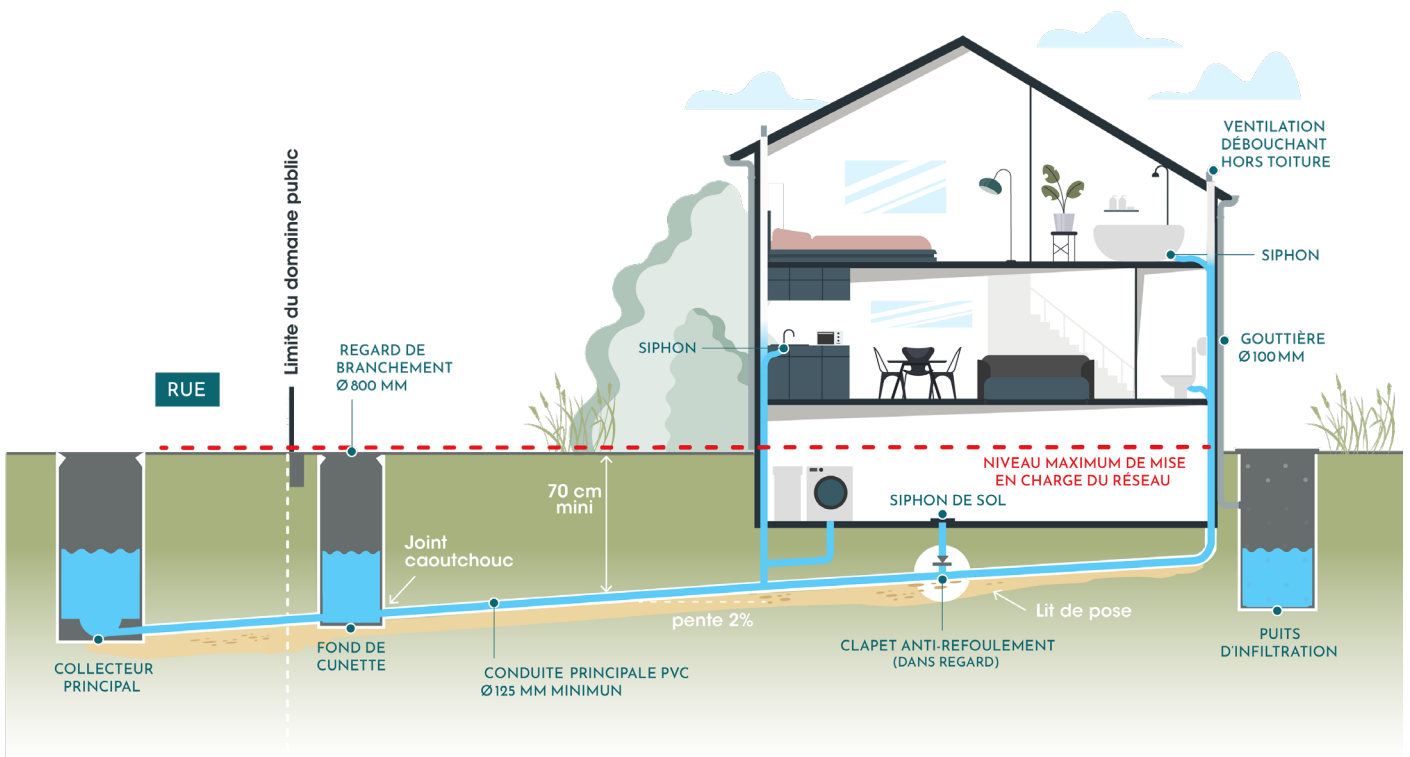 VENTILATION
DÉBOUCHANT
HORS TOITURE
SIPHON
GOUTTIÈRE
Ø 100 MM
SIPHON
Limite du domaine public
REGARD DE
BRANCHEMENT
Ø 800 MM
RUE
NIVEAU MAXIMUM DE MISE
EN CHARGE DU RÉSEAU
70 cm
mini
SIPHON DE SOL
Joint
caoutchouc
pente 2%
Lit de pose
COLLECTEUR
PRINCIPAL
FOND DE
CUNETTE
CONDUITE PRINCIPALE PVC
Ø 125 MM MINIMUN
CLAPET ANTI-REFOULEMENT
(DANS REGARD)
PUITS
D'INFILTRATION